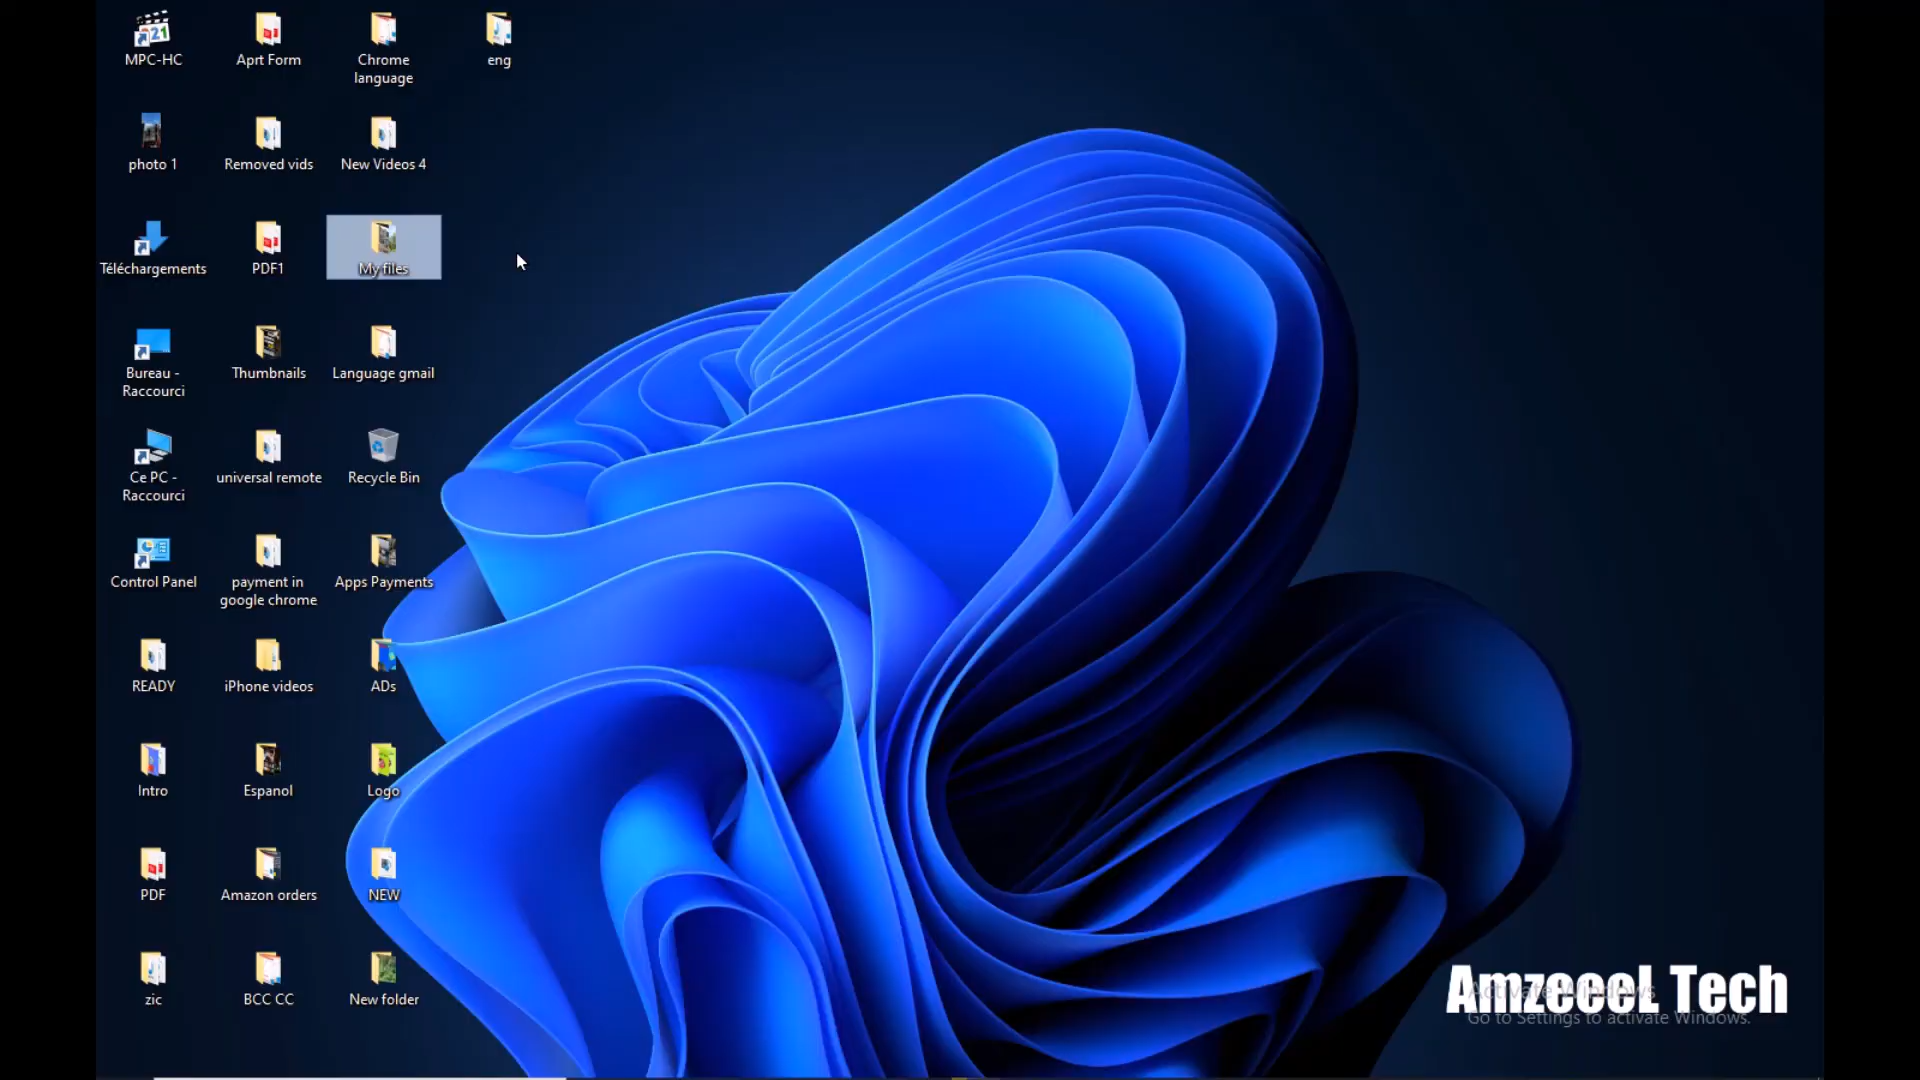 MPC-HC
Aprt Form
Chrome
language
eng
photo 1
Removed vids
New Videos 4
Téléchargements
PDF1
My files
Bureau -
Raccourci
Thumbnails
Language gmail
Ce PC -
Raccourci
universal remote
Recycle Bin
Control Panel
payment in
google chrome
Apps Payments
READY
iPhone videos
ADs
Intro
Espanol
Logo
PDF
Amazon orders
NEW
zic
BCC CC
New folder
AmzeeeL Tech
Activate Windows
Go to Settings to activate Windows.